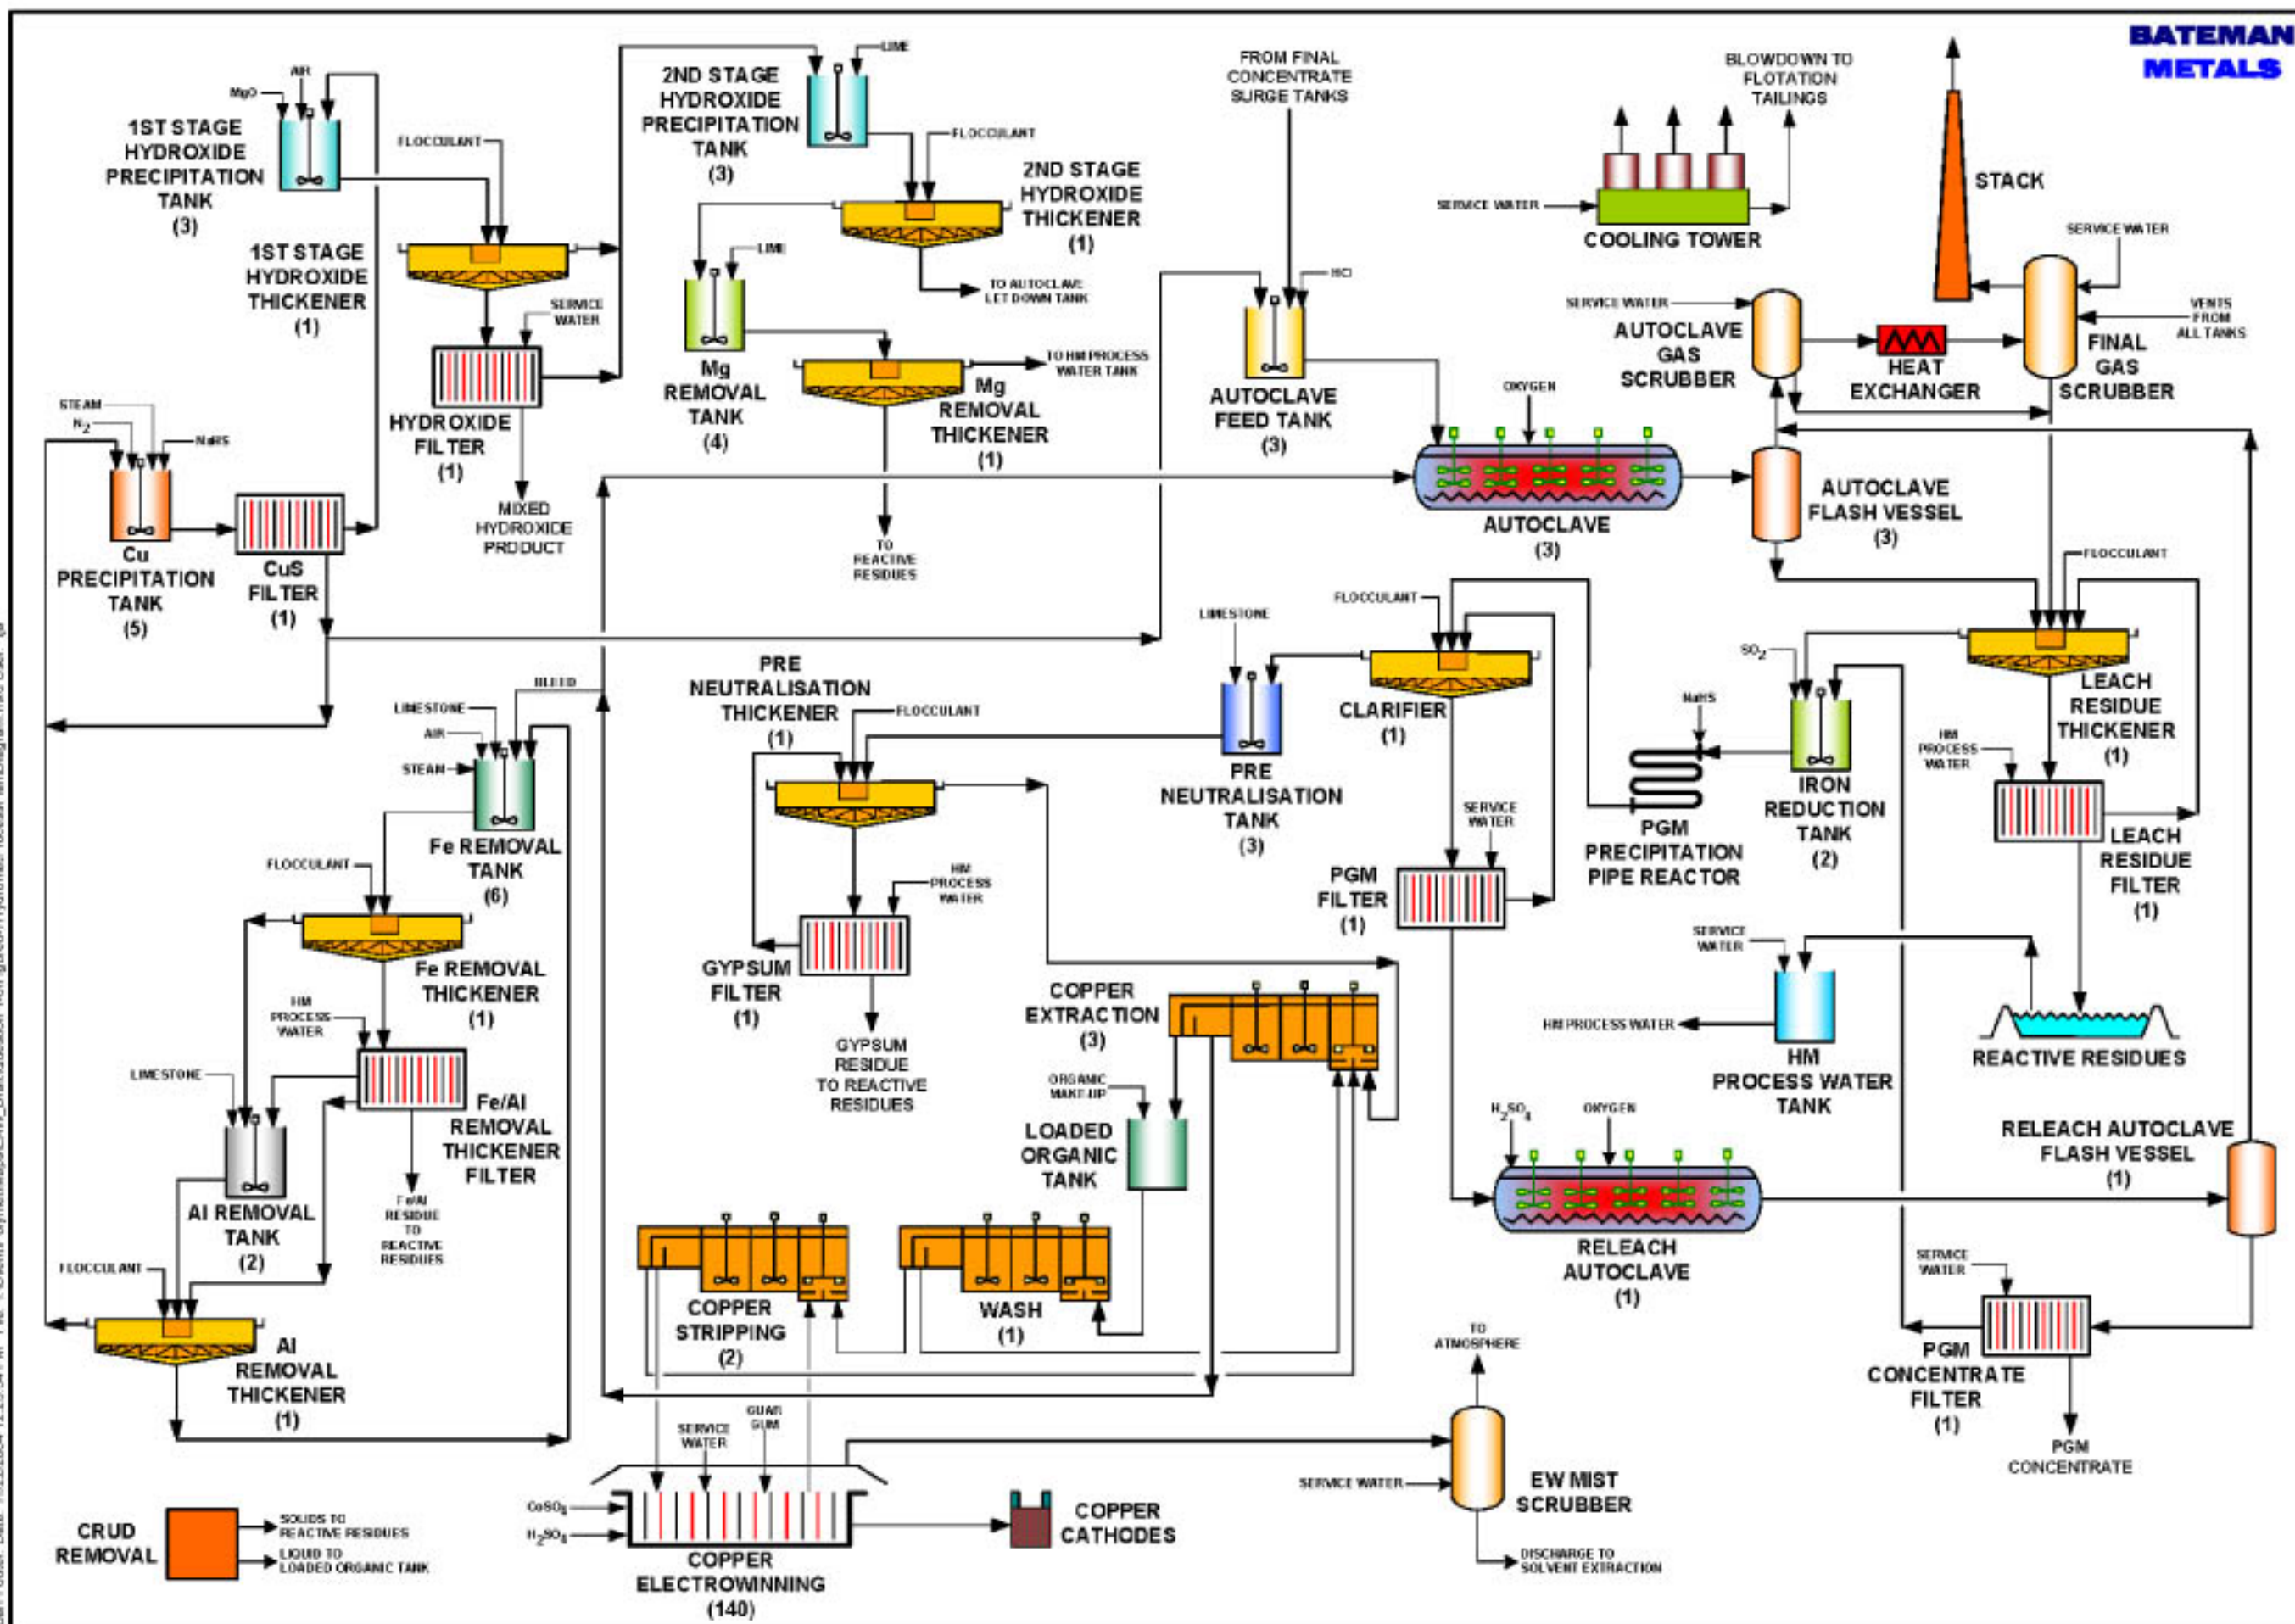 BATEMAN
METALS
AIR
MgO
1ST STAGE
HYDROXIDE
PRECIPITATION
TANK
(3)
FLOCCULANT
1ST STAGE
HYDROXIDE
THICKENER
(1)
SERVICE
WATER
HYDROXIDE
FILTER
(1)
MIXED
HYDROXIDE
PRODUCT
LIME
2ND STAGE
HYDROXIDE
PRECIPITATION
TANK
(3)
FLOCCULANT
2ND STAGE
HYDROXIDE
THICKENER
(1)
TO AUTOCLAVE
LET DOWN TANK
LIME
Mg
REMOVAL
TANK
(4)
TO HM PROCESS
WATER TANK
Mg
REMOVAL
THICKENER
(1)
TO
REACTIVE
RESIDUES
FROM FINAL
CONCENTRATE
SURGE TANKS
HCl
AUTOCLAVE
FEED TANK
(3)
BLOWDOWN TO
FLOTATION
TAILINGS
SERVICE WATER
COOLING TOWER
STACK
SERVICE WATER
SERVICE WATER
VENTS
FROM
ALL TANKS
AUTOCLAVE
GAS
SCRUBBER
HEAT
EXCHANGER
FINAL
GAS
SCRUBBER
OXYGEN
AUTOCLAVE
(3)
AUTOCLAVE
FLASH VESSEL
(3)
STEAM
N2
NaHS
Cu
PRECIPITATION
TANK
(5)
CuS
FILTER
(1)
FLOCCULANT
LEACH
RESIDUE
THICKENER
(1)
SO2
IRON
REDUCTION
TANK
(2)
HM
PROCESS
WATER
LEACH
RESIDUE
FILTER
(1)
NaHS
PGM
PRECIPITATION
PIPE REACTOR
FLOCCULANT
CLARIFIER
(1)
LIMESTONE
PRE
NEUTRALISATION
TANK
(3)
PRE
NEUTRALISATION
THICKENER
(1)
FLOCCULANT
SERVICE
WATER
PGM
FILTER
(1)
HM
PROCESS
WATER
GYPSUM
FILTER
(1)
GYPSUM
RESIDUE
TO REACTIVE
RESIDUES
BLEED
LIMESTONE
AIR
STEAM
Fe REMOVAL
TANK
(6)
FLOCCULANT
Fe REMOVAL
THICKENER
(1)
HM
PROCESS
WATER
Fe/Al
REMOVAL
THICKENER
FILTER
Fe/Al
RESIDUE
TO
REACTIVE
RESIDUES
LIMESTONE
Al REMOVAL
TANK
(2)
FLOCCULANT
Al
REMOVAL
THICKENER
(1)
COPPER
EXTRACTION
(3)
ORGANIC
MAKE-UP
LOADED
ORGANIC
TANK
SERVICE
WATER
HM PROCESS WATER
HM
PROCESS WATER
TANK
REACTIVE RESIDUES
H2SO4
OXYGEN
RELEACH
AUTOCLAVE
(1)
RELEACH AUTOCLAVE
FLASH VESSEL
(1)
SERVICE
WATER
PGM
CONCENTRATE
FILTER
(1)
PGM
CONCENTRATE
COPPER
STRIPPING
(2)
WASH
(1)
GUAR
GUM
SERVICE
WATER
CoSO4
H2SO4
COPPER
ELECTROWINNING
(140)
COPPER
CATHODES
TO
ATMOSPHERE
SERVICE WATER
EW MIST
SCRUBBER
DISCHARGE TO
SOLVENT EXTRACTION
CRUD
REMOVAL
SOLIDS TO
REACTIVE RESIDUES
LIQUID TO
LOADED ORGANIC TANK